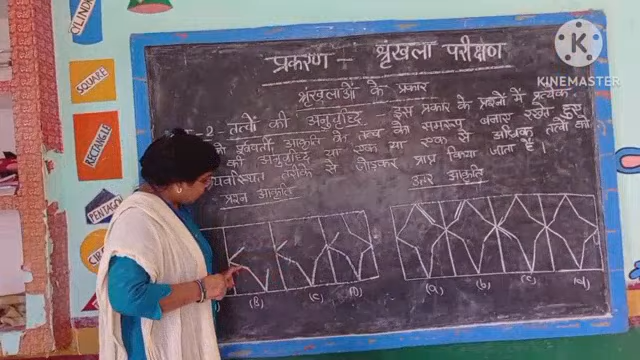 CYLINDER
SQUARE
RECTANGLE
PENTAGON
CIRCLE
KINEMASTER
प्रकरण - श्रृंखला परीक्षण
श्रृंखलाओं के प्रकार
2 - तत्वों की अनुवृद्धि - इस प्रकार के प्रश्नों में प्रत्येक
पूर्ववर्ती आकृति के तत्व को समरूप बनाए रखते हुए
की अनुवृद्धि या एक या एक से अधिक तत्वों को
तरीके से जोड़कर प्राप्त किया जाता है।
प्रश्न आकृति
उत्तर आकृति
(B) (C) (D)
(a) (b) (c) (d)